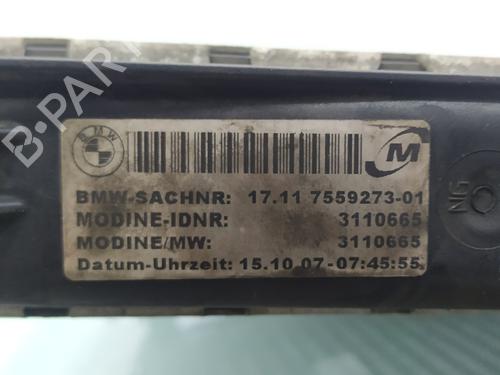 B-PARTS
BMW
M
BMW-SACHNR: 17.11 7559273-01
MODINE-IDNR: 3110665
MODINE/MW: 3110665
Datum-Uhrzeit: 15.10.07-07:45:55
NG